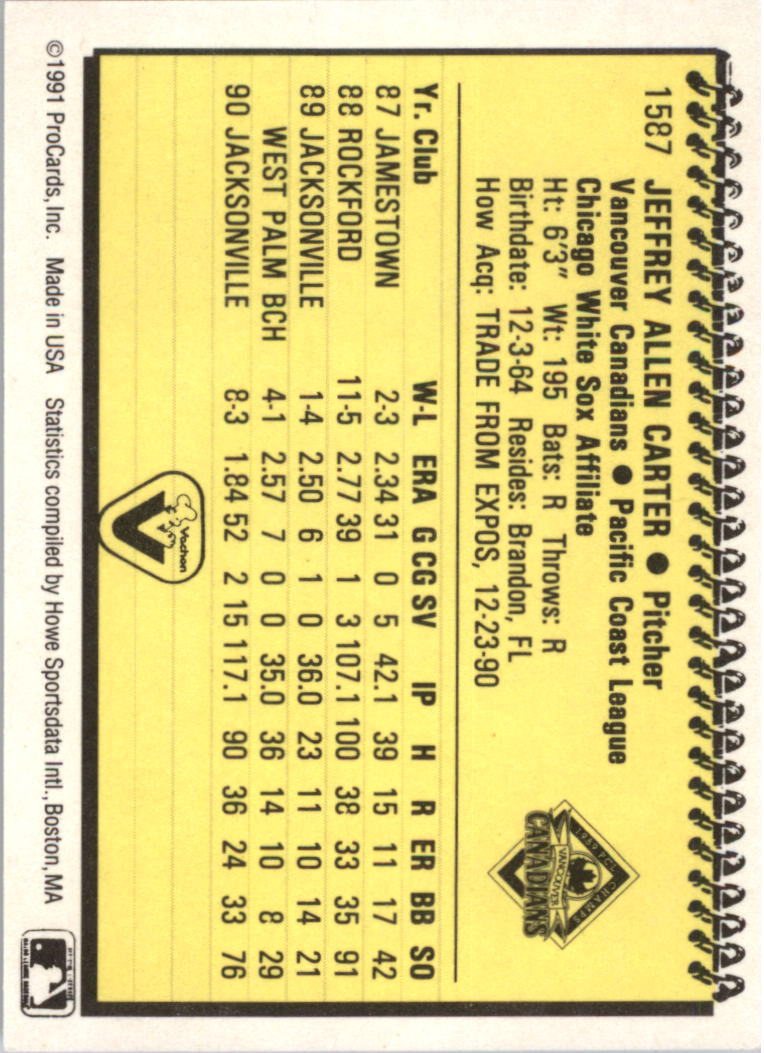 1587 JEFFREY ALLEN CARTER ● Pitcher
Vancouver Canadians ● Pacific Coast League
Chicago White Sox Affiliate
Ht: 6'3" Wt: 195 Bats: R Throws: R
Birthdate: 12-3-64 Resides: Brandon, FL
How Acq: TRADE FROM EXPOS, 12-23-90
1989 PCL CHAMPS
VANCOUVER
CANADIANS
Yr. Club W-L ERA G CG SV IP H R ER BB SO
87 JAMESTOWN 2-3 2.34 31 0 5 42.1 39 15 11 17 42
88 ROCKFORD 11-5 2.77 39 1 3 107.1 100 38 33 35 91
89 JACKSONVILLE 1-4 2.50 6 1 0 36.0 23 11 10 14 21
WEST PALM BCH 4-1 2.57 7 0 0 35.0 36 14 10 8 29
90 JACKSONVILLE 8-3 1.84 52 2 15 117.1 90 36 24 33 76
Vachon
V
©1991 ProCards, Inc. Made in USA Statistics compiled by Howe Sportsdata Intl., Boston, MA